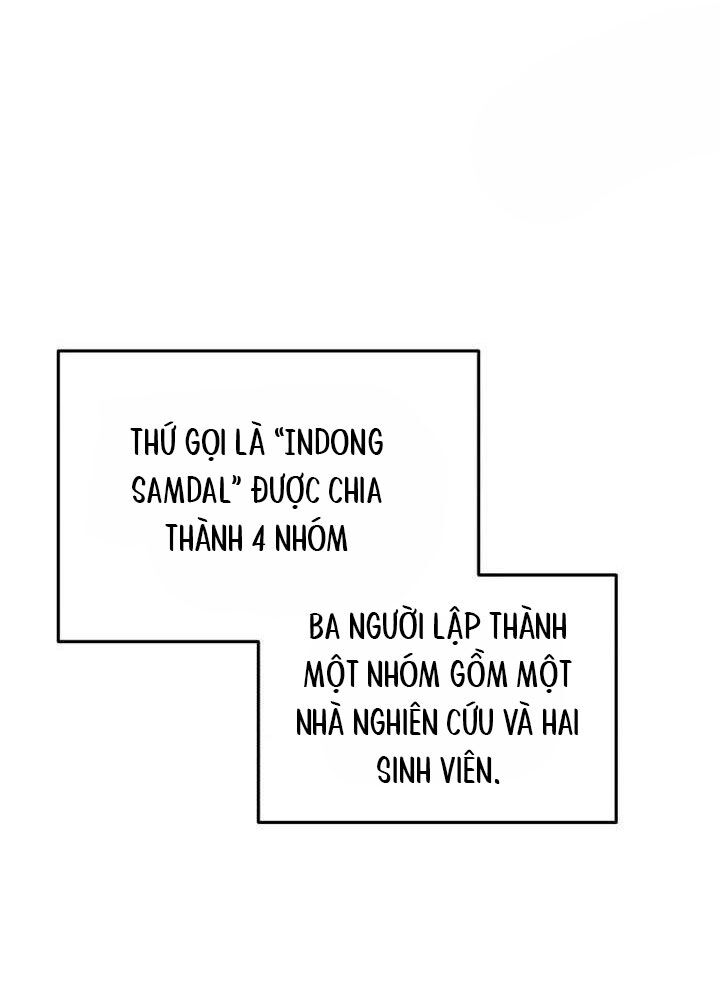 THỨ GỌI LÀ “INDONG
SAMDAL” ĐƯỢC CHIA
THÀNH 4 NHÓM
BA NGƯỜI LẬP THÀNH
MỘT NHÓM GỒM MỘT
NHÀ NGHIÊN CỨU VÀ HAI
SINH VIÊN.